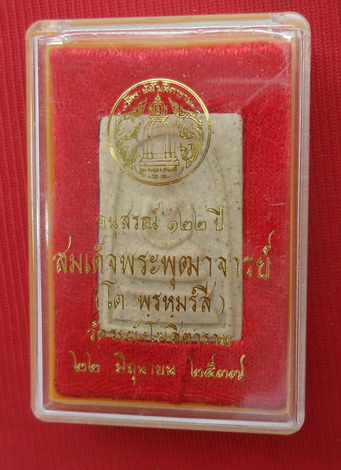 อนุสรณ์ ๑๒๒ ปี
สมเด็จพระพุฒาจารย์
(โต พรหมรังสี)
วัดระฆังโฆสิตาราม
๒๒ มิถุนายน ๒๕๓๗